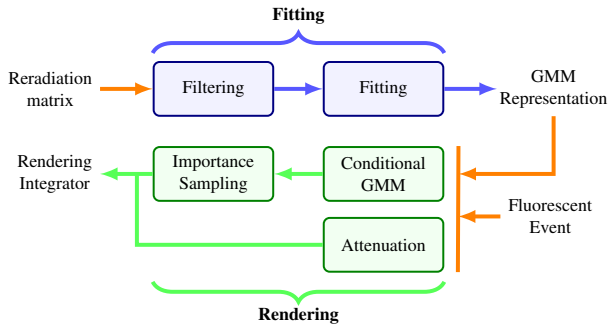 Fitting
Reradiation
matrix
Filtering
Fitting
GMM
Representation
Rendering
Integrator
Importance
Sampling
Conditional
GMM
Fluorescent
Event
Attenuation
Rendering